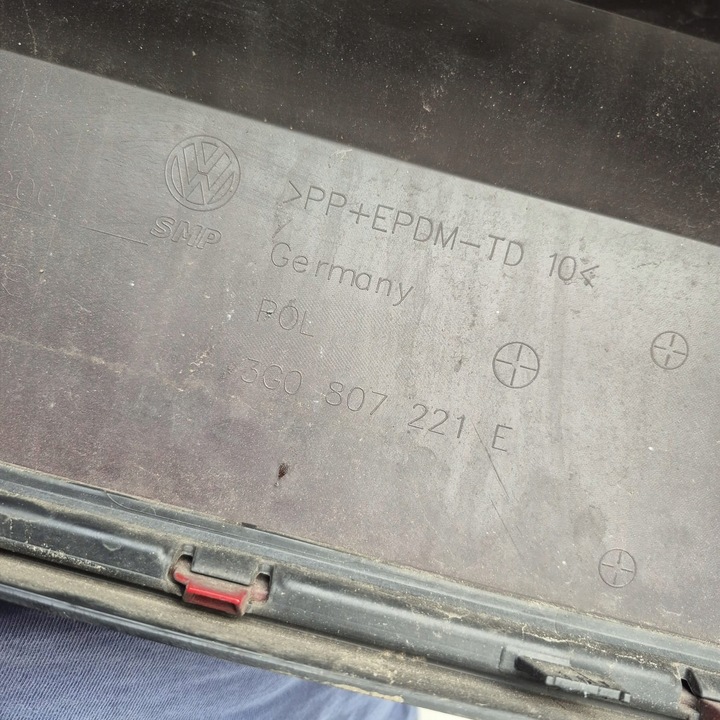 >PP+EPDM-TD 10<
SMP
Germany
POL
3G0 807 221 E